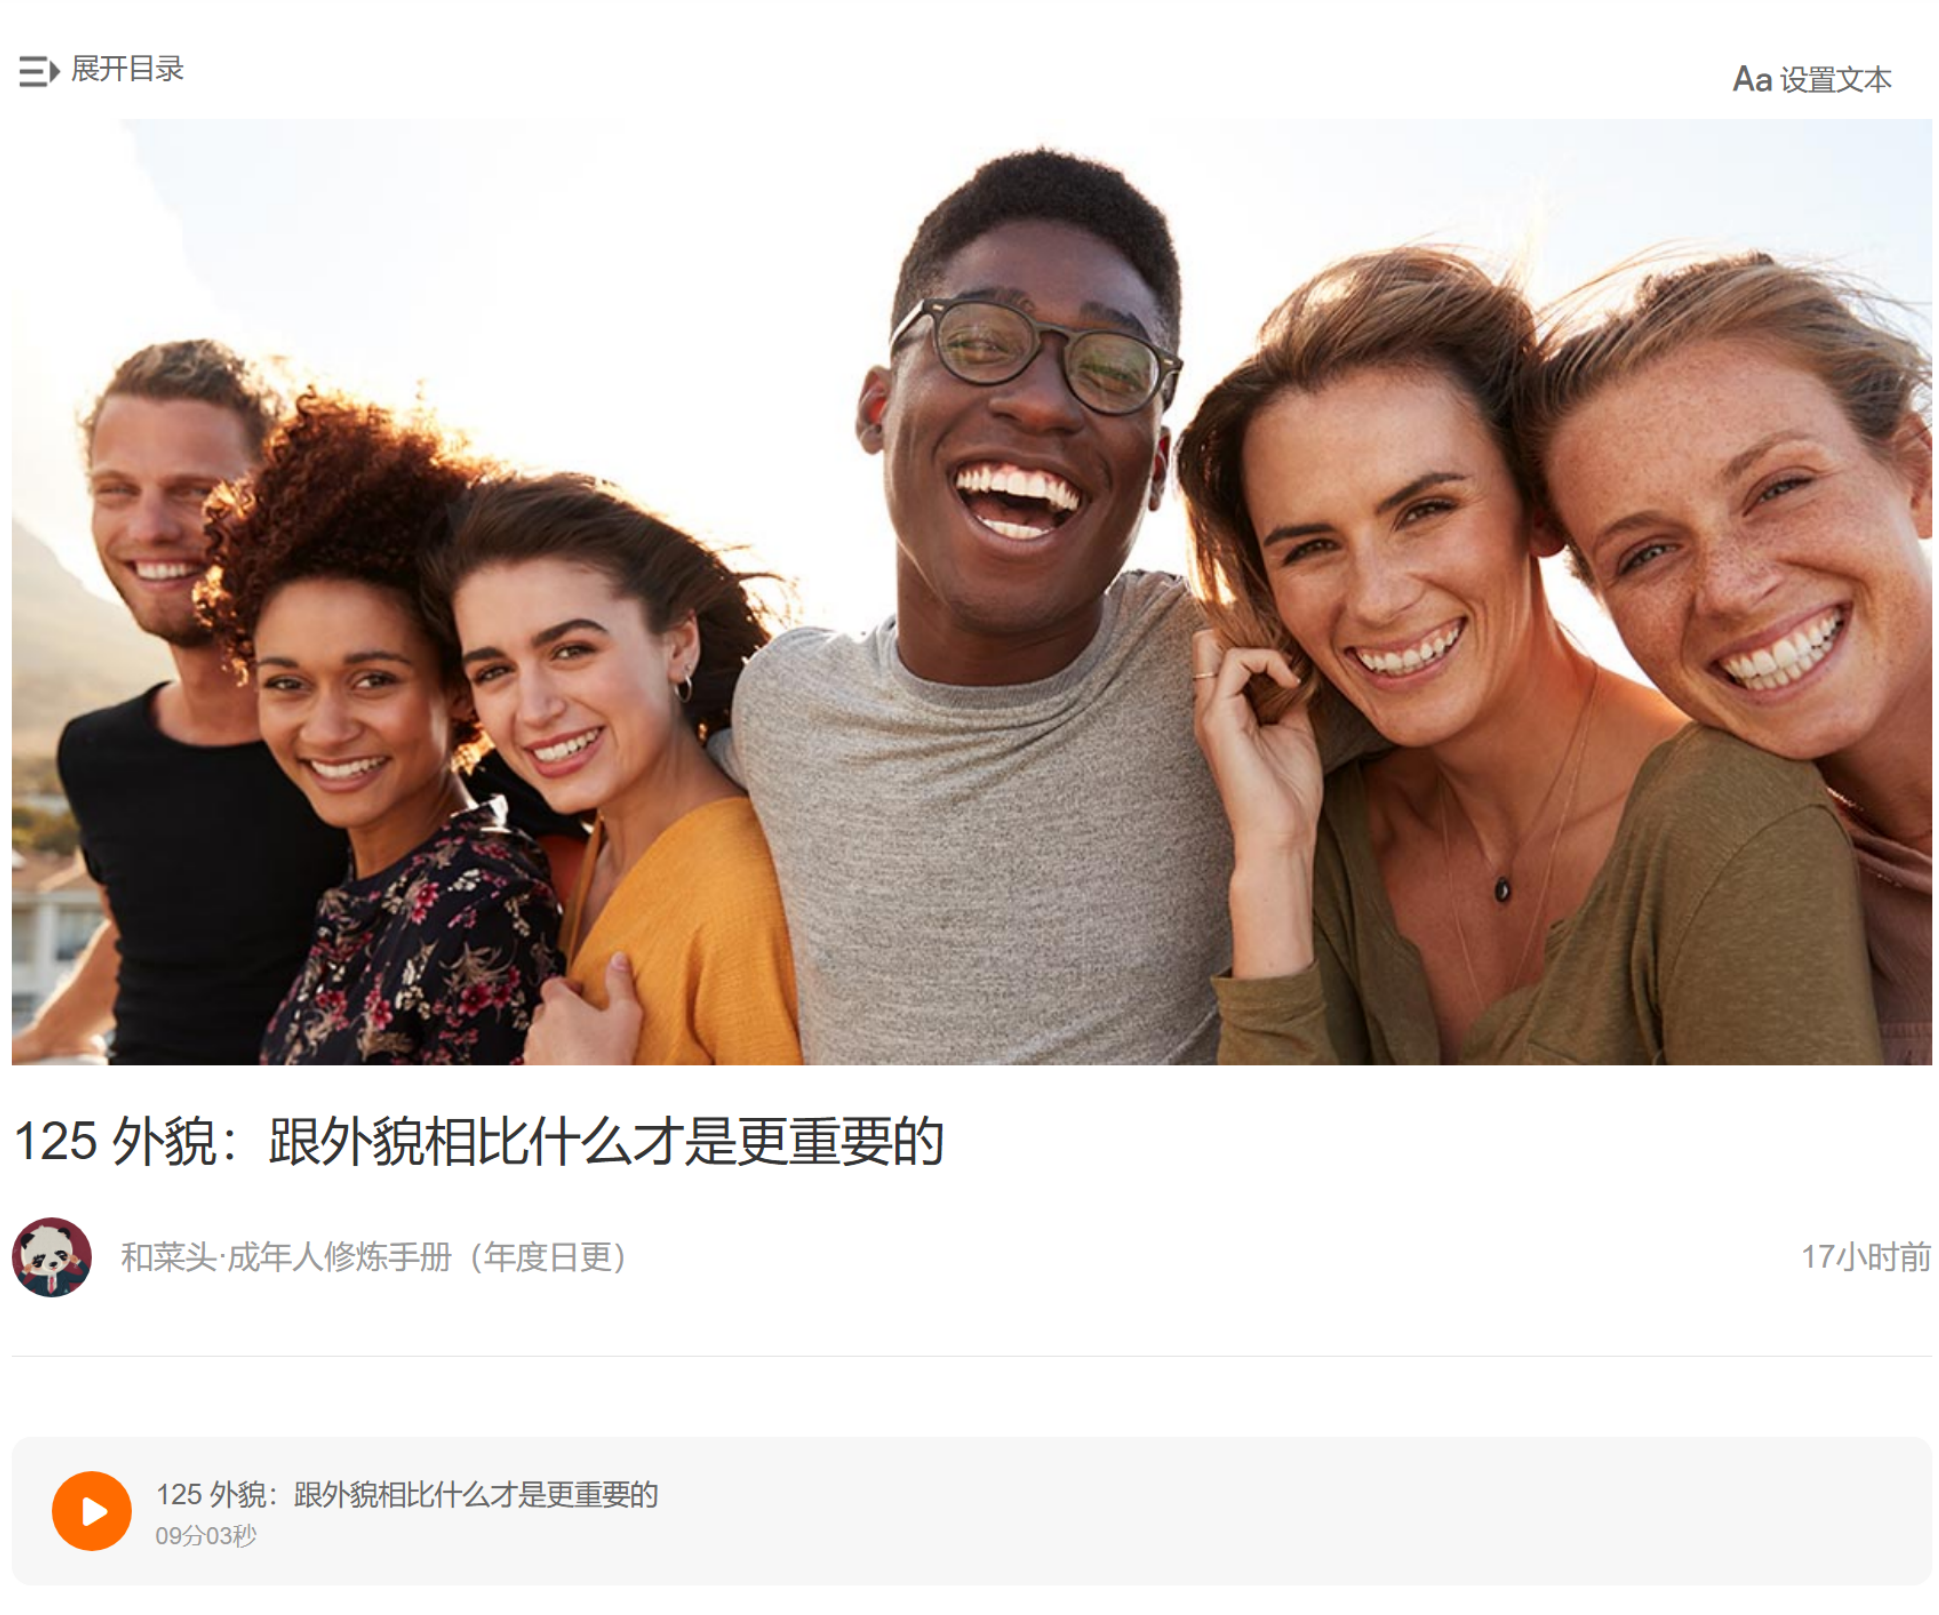 展开目录
Aa 设置文本
125 外貌：跟外貌相比什么才是更重要的
和菜头·成年人修炼手册（年度日更）
17小时前
125 外貌：跟外貌相比什么才是更重要的
09分03秒